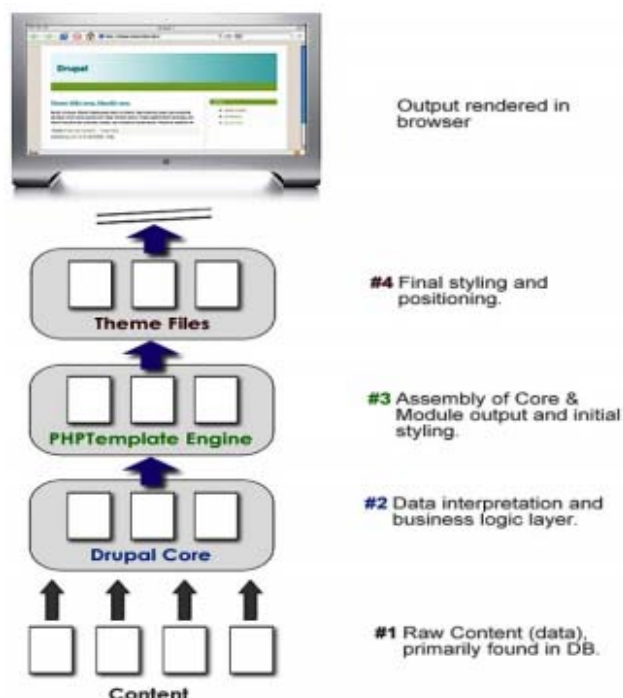 Drupal
Output rendered in
browser
#4 Final styling and
positioning.
Theme Files
#3 Assembly of Core &
Module output and initial
styling.
PHPTemplate Engine
#2 Data interpretation and
business logic layer.
Drupal Core
#1 Raw Content (data),
primarily found in DB.
Content